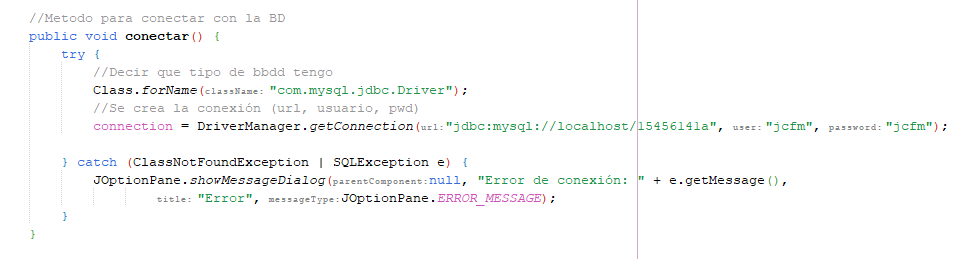 //Metodo para conectar con la BD
public void conectar() {
try {
//Decir que tipo de bbdd tengo
Class.forName(className: "com.mysql.jdbc.Driver");
//Se crea la conexión (url, usuario, pwd)
connection = DriverManager.getConnection(url:"jdbc:mysql://localhost/15456141a", user:"jcfm", password:"jcfm");
} catch (ClassNotFoundException | SQLException e) {
JOptionPane.showMessageDialog(parentComponent:null, "Error de conexión: " + e.getMessage(),
title: "Error", messageType:JOptionPane.ERROR_MESSAGE);
}
}